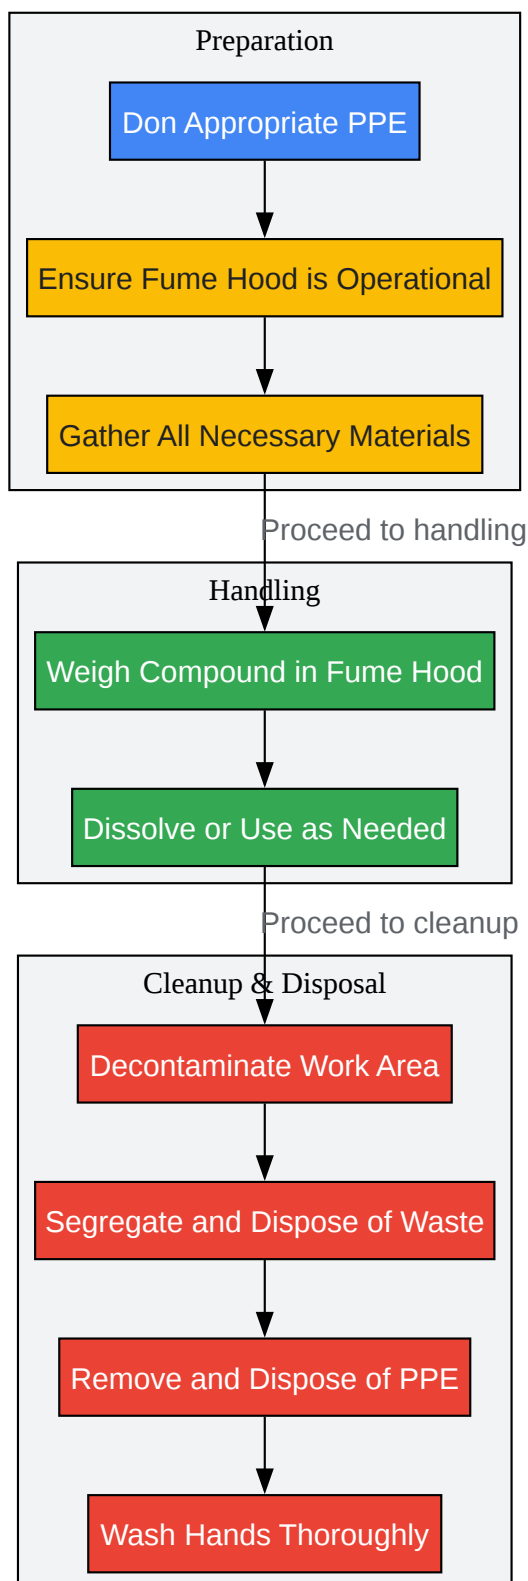 Preparation
Don Appropriate PPE
Ensure Fume Hood is Operational
Gather All Necessary Materials
Proceed to handling
Handling
Weigh Compound in Fume Hood
Dissolve or Use as Needed
Proceed to cleanup
Cleanup & Disposal
Decontaminate Work Area
Segregate and Dispose of Waste
Remove and Dispose of PPE
Wash Hands Thoroughly